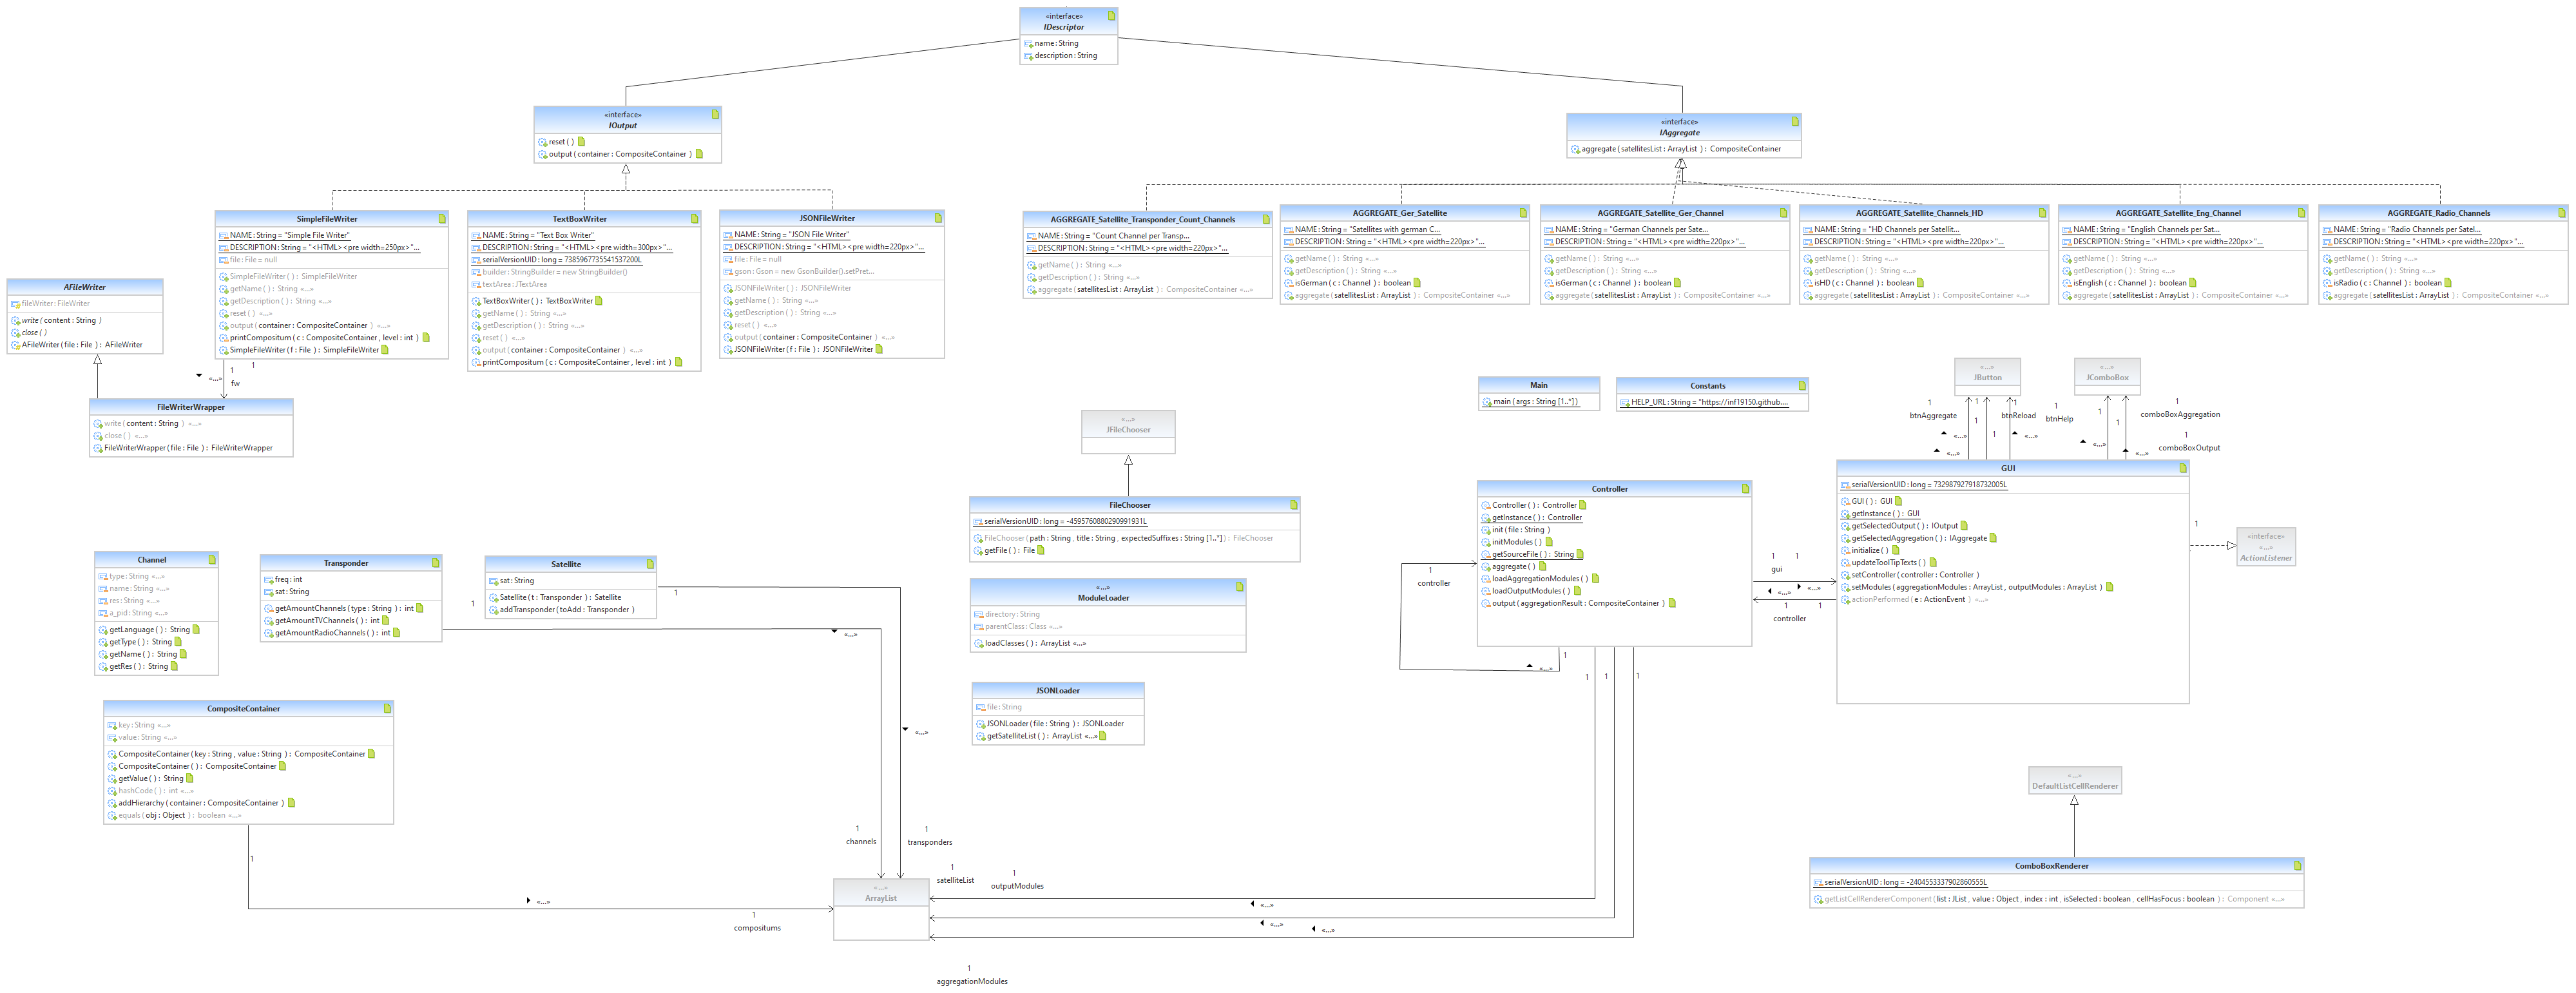 «interface»
IDescriptor
name : String
description : String
«interface»
IOutput
reset ( )
output ( container : CompositeContainer )
«interface»
IAggregate
aggregate ( satellitesList : ArrayList ) : CompositeContainer
SimpleFileWriter
NAME : String = "Simple File Writer"
DESCRIPTION : String = "<HTML><pre width=250px>"...
file : File = null
SimpleFileWriter ( ) : SimpleFileWriter
getName ( ) : String «...»
getDescription ( ) : String «...»
reset ( ) «...»
output ( container : CompositeContainer ) «...»
printCompositum ( c : CompositeContainer , level : int )
SimpleFileWriter ( f : File ) : SimpleFileWriter
TextBoxWriter
NAME : String = "Text Box Writer"
DESCRIPTION : String = "<HTML><pre width=300px>"...
serialVersionUID : long = 7385967735541537200L
builder : StringBuilder = new StringBuilder()
textArea : JTextArea
TextBoxWriter ( ) : TextBoxWriter
getName ( ) : String «...»
getDescription ( ) : String «...»
reset ( ) «...»
output ( container : CompositeContainer ) «...»
printCompositum ( c : CompositeContainer , level : int )
JSONFileWriter
NAME : String = "JSON File Writer"
DESCRIPTION : String = "<HTML><pre width=220px>"...
file : File = null
gson : Gson = new GsonBuilder().setPret...
JSONFileWriter ( ) : JSONFileWriter
getName ( ) : String «...»
getDescription ( ) : String «...»
reset ( ) «...»
output ( container : CompositeContainer ) «...»
JSONFileWriter ( f : File ) : JSONFileWriter
AGGREGATE_Satellite_Transponder_Count_Channels
NAME : String = "Count Channel per Transp...
DESCRIPTION : String = "<HTML><pre width=220px>"...
getName ( ) : String «...»
getDescription ( ) : String «...»
aggregate ( satellitesList : ArrayList ) : CompositeContainer «...»
AGGREGATE_Ger_Satellite
NAME : String = "Satellites with german C...
DESCRIPTION : String = "<HTML><pre width=220px>"...
getName ( ) : String «...»
getDescription ( ) : String «...»
isGerman ( c : Channel ) : boolean
aggregate ( satellitesList : ArrayList ) : CompositeContainer «...»
AGGREGATE_Satellite_Ger_Channel
NAME : String = "German Channels per Sate...
DESCRIPTION : String = "<HTML><pre width=220px>"...
getName ( ) : String «...»
getDescription ( ) : String «...»
isGerman ( c : Channel ) : boolean
aggregate ( satellitesList : ArrayList ) : CompositeContainer «...»
AGGREGATE_Satellite_Channels_HD
NAME : String = "HD Channels per Satellit...
DESCRIPTION : String = "<HTML><pre width=220px>"...
getName ( ) : String «...»
getDescription ( ) : String «...»
isHD ( c : Channel ) : boolean
aggregate ( satellitesList : ArrayList ) : CompositeContainer «...»
AGGREGATE_Satellite_Eng_Channel
NAME : String = "English Channels per Sat...
DESCRIPTION : String = "<HTML><pre width=220px>"...
getName ( ) : String «...»
getDescription ( ) : String «...»
isEnglish ( c : Channel ) : boolean
aggregate ( satellitesList : ArrayList ) : CompositeContainer «...»
AGGREGATE_Radio_Channels
NAME : String = "Radio Channels per Satel...
DESCRIPTION : String = "<HTML><pre width=220px>"...
getName ( ) : String «...»
getDescription ( ) : String «...»
isRadio ( c : Channel ) : boolean
aggregate ( satellitesList : ArrayList ) : CompositeContainer «...»
AFileWriter
fileWriter : FileWriter
write ( content : String )
close ( )
AFileWriter ( file : File ) : AFileWriter
1
1
«...»
fw
FileWriterWrapper
write ( content : String ) «...»
close ( ) «...»
FileWriterWrapper ( file : File ) : FileWriterWrapper
«...»
JFileChooser
Main
main ( args : String [1..*] )
Constants
HELP_URL : String = "https://inf19150.github....
«...»
JButton
«...»
JComboBox
1
btnAggregate
1
1
1
btnReload
1
btnHelp
1
1
1
comboBoxAggregation
1
comboBoxOutput
«...»
«...»
«...»
«...»
«...»
FileChooser
serialVersionUID : long = -4595760880290991931L
FileChooser ( path : String , title : String , expectedSuffixes : String [1..*] ) : FileChooser
getFile ( ) : File
Controller
Controller ( ) : Controller
getInstance ( ) : Controller
init ( file : String )
initModules ( )
getSourceFile ( ) : String
aggregate ( )
loadAggregationModules ( )
loadOutputModules ( )
output ( aggregationResult : CompositeContainer )
GUI
serialVersionUID : long = 732987927918732005L
GUI ( ) : GUI
getInstance ( ) : GUI
getSelectedOutput ( ) : IOutput
getSelectedAggregation ( ) : IAggregate
initialize ( )
updateToolTipTexts ( )
setController ( controller : Controller )
setModules ( aggregationModules : ArrayList , outputModules : ArrayList )
actionPerformed ( e : ActionEvent ) «...»
1
«interface»
«...»
ActionListener
1
controller
1
«...»
1
1
gui
«...»
«...»
1
1
controller
1
1
1
Channel
type : String «...»
name : String «...»
res : String «...»
a_pid : String «...»
getLanguage ( ) : String
getType ( ) : String
getName ( ) : String
getRes ( ) : String
Transponder
freq : int
sat : String
getAmountChannels ( type : String ) : int
getAmountTVChannels ( ) : int
getAmountRadioChannels ( ) : int
Satellite
sat : String
Satellite ( t : Transponder ) : Satellite
addTransponder ( toAdd : Transponder )
1
1
«...»
«...»
«...»
ModuleLoader
directory : String
parentClass : Class «...»
loadClasses ( ) : ArrayList «...»
JSONLoader
file : String
JSONLoader ( file : String ) : JSONLoader
getSatelliteList ( ) : ArrayList «...»
CompositeContainer
key : String «...»
value : String «...»
CompositeContainer ( key : String , value : String ) : CompositeContainer
CompositeContainer ( ) : CompositeContainer
getValue ( ) : String
hashCode ( ) : int «...»
addHierarchy ( container : CompositeContainer )
equals ( obj : Object ) : boolean «...»
1
«...»
1
compositums
1
channels
1
transponders
1
satelliteList
1
outputModules
«...»
ArrayList
«...»
«...»
«...»
1
aggregationModules
«...»
DefaultListCellRenderer
ComboBoxRenderer
serialVersionUID : long = -2404553337902860555L
getListCellRendererComponent ( list : JList , value : Object , index : int , isSelected : boolean , cellHasFocus : boolean ) : Component «...»